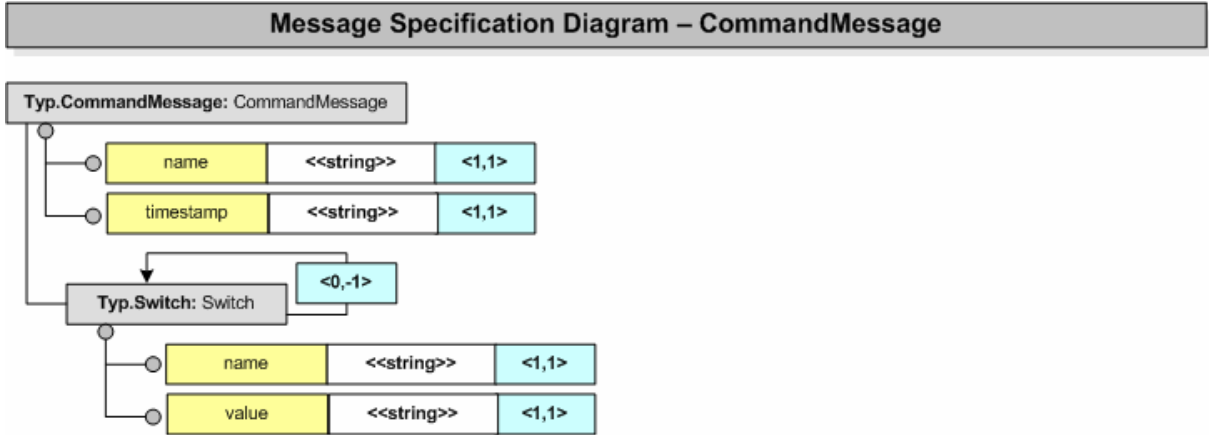 Message Specification Diagram – CommandMessage
Typ.CommandMessage: CommandMessage
name <<string>> <1,1>
timestamp <<string>> <1,1>
<0,-1>
Typ.Switch: Switch
name <<string>> <1,1>
value <<string>> <1,1>